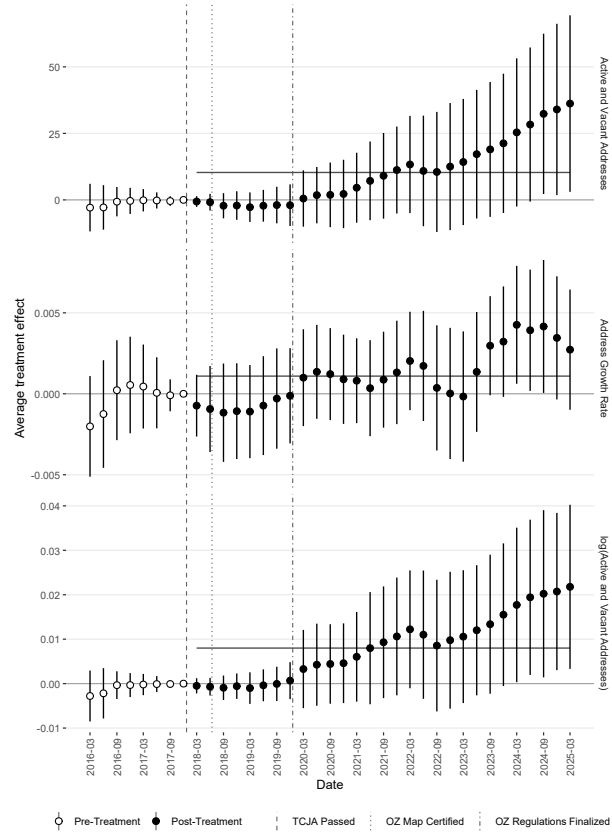 Average treatment effect
50
25
0
Active and Vacant Addresses
0.005
0.000
-0.005
Address Growth Rate
0.04
0.03
0.02
0.01
0.00
-0.01
log(Active and Vacant Addresses)
2016-03 2016-09 2017-03 2017-09 2018-03 2018-09 2019-03 2019-09 2020-03 2020-09 2021-03 2021-09 2022-03 2022-09 2023-03 2023-09 2024-03 2024-09 2025-03
Date
Pre-Treatment Post-Treatment TCJA Passed OZ Map Certified OZ Regulations Finalized